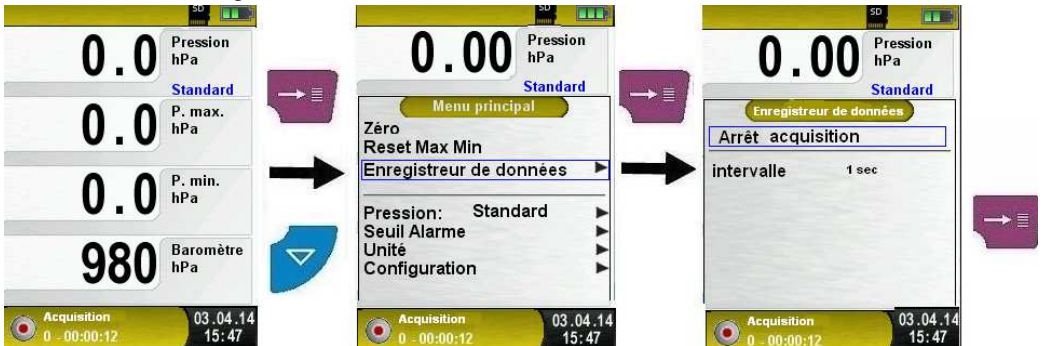 SD
0.0 Pression hPa
Standard
0.0 P. max. hPa
0.0 P. min. hPa
980 Baromètre hPa
Acquisition 03.04.14
0 - 00:00:12 15:47
SD
0.00 Pression hPa
Standard
Menu principal
Zéro
Reset Max Min
Enregistreur de données
Pression: Standard
Seuil Alarme
Unité
Configuration
Acquisition 03.04.14
0 - 00:00:12 15:47
SD
0.00 Pression hPa
Standard
Enregistreur de données
Arrêt acquisition
intervalle 1 sec
Acquisition 03.04.14
0 - 00:00:12 15:47